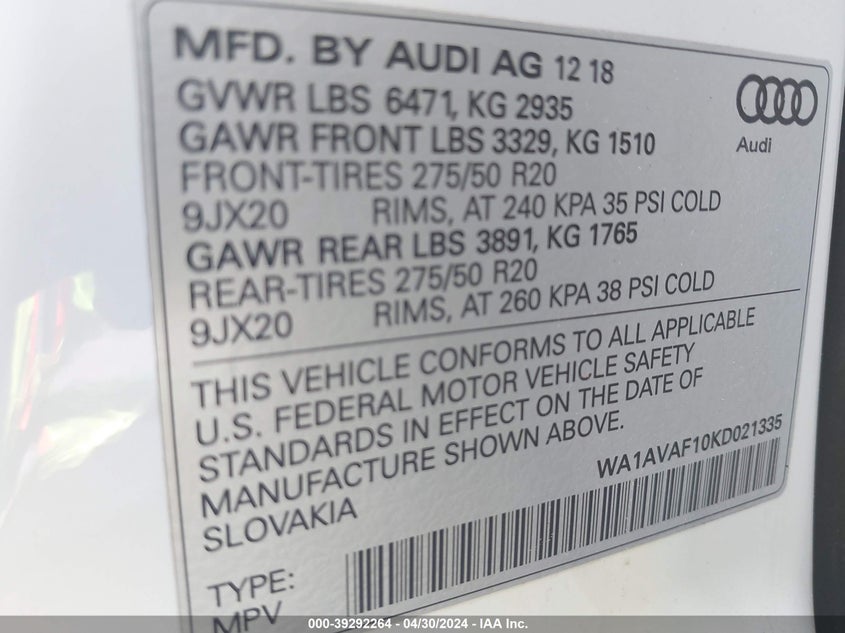 MFD. BY AUDI AG 12 18
GVWR LBS 6471, KG 2935
GAWR FRONT LBS 3329, KG 1510
FRONT-TIRES 275/50 R20
9JX20 RIMS, AT 240 KPA 35 PSI COLD
GAWR REAR LBS 3891, KG 1765
REAR-TIRES 275/50 R20
9JX20 RIMS, AT 260 KPA 38 PSI COLD
Audi
THIS VEHICLE CONFORMS TO ALL APPLICABLE
U.S. FEDERAL MOTOR VEHICLE SAFETY
STANDARDS IN EFFECT ON THE DATE OF
MANUFACTURE SHOWN ABOVE.
SLOVAKIA
WA1AVAF10KD021335
TYPE:
MPV
000-39292264 - 04/30/2024 - IAA Inc.